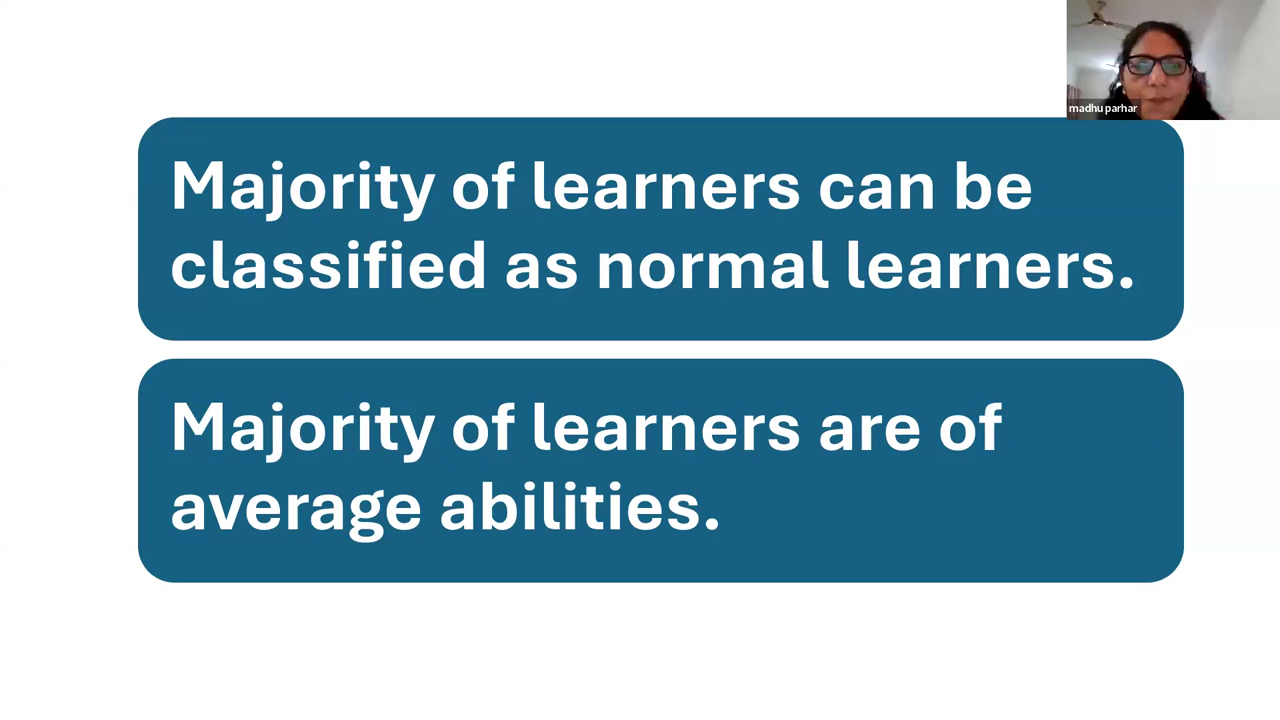 madhu parhar
Majority of learners can be
classified as normal learners.
Majority of learners are of
average abilities.